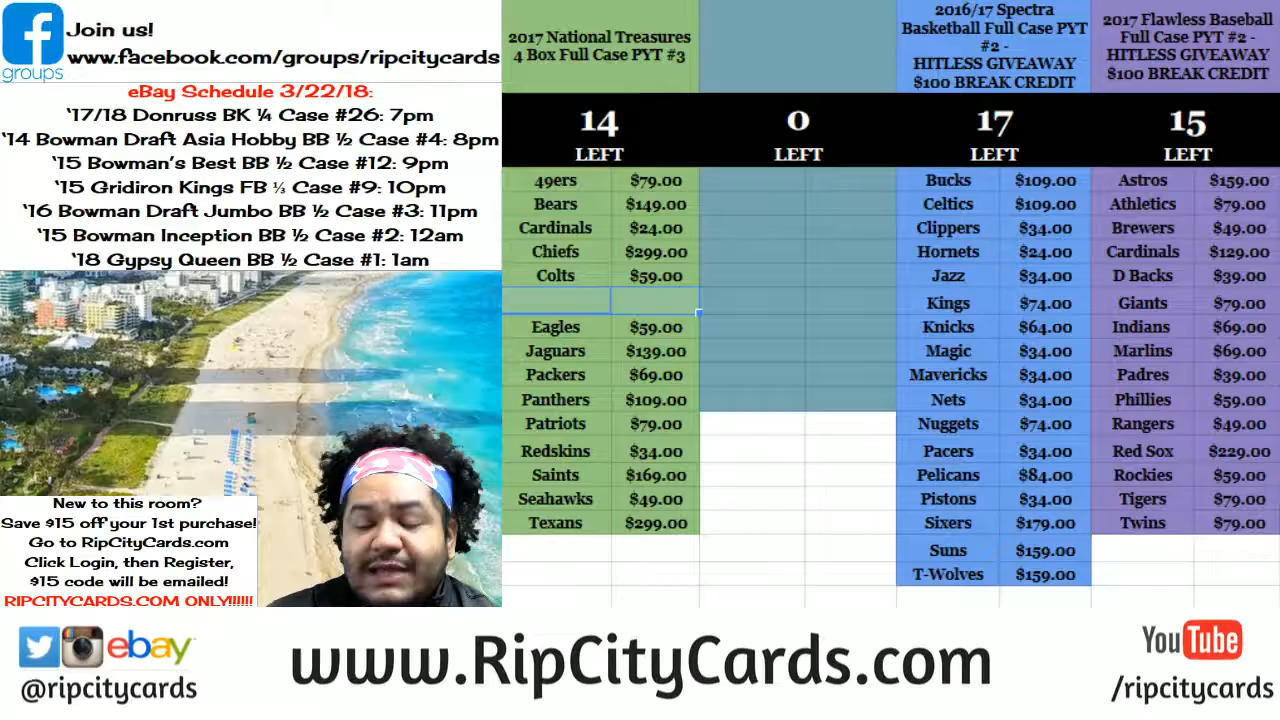 Join us!
www.facebook.com/groups/ripcitycards
groups
eBay Schedule 3/22/18:
'17/18 Donruss BK ¼ Case #26: 7pm
'14 Bowman Draft Asia Hobby BB ½ Case #4: 8pm
'15 Bowman's Best BB ½ Case #12: 9pm
'15 Gridiron Kings FB ⅓ Case #9: 10pm
'16 Bowman Draft Jumbo BB ½ Case #3: 11pm
'15 Bowman Inception BB ½ Case #2: 12am
'18 Gypsy Queen BB ½ Case #1: 1am
New to this room?
Save $15 off your 1st purchase!
Go to RipCityCards.com
Click Login, then Register,
$15 code will be emailed!
RIPCITYCARDS.COM ONLY!!!!!!
2017 National Treasures
4 Box Full Case PYT #3
14
LEFT
49ers $79.00
Bears $149.00
Cardinals $24.00
Chiefs $299.00
Colts $59.00
Eagles $59.00
Jaguars $139.00
Packers $69.00
Panthers $109.00
Patriots $79.00
Redskins $34.00
Saints $169.00
Seahawks $49.00
Texans $299.00
0
LEFT
2016/17 Spectra
Basketball Full Case PYT
#2 -
HITLESS GIVEAWAY
$100 BREAK CREDIT
17
LEFT
Bucks $109.00
Celtics $109.00
Clippers $34.00
Hornets $24.00
Jazz $34.00
Kings $74.00
Knicks $64.00
Magic $34.00
Mavericks $34.00
Nets $34.00
Nuggets $74.00
Pacers $34.00
Pelicans $84.00
Pistons $34.00
Sixers $179.00
Suns $159.00
T-Wolves $159.00
2017 Flawless Baseball
Full Case PYT #2 -
HITLESS GIVEAWAY
$100 BREAK CREDIT
15
LEFT
Astros $159.00
Athletics $79.00
Brewers $49.00
Cardinals $129.00
D Backs $39.00
Giants $79.00
Indians $69.00
Marlins $69.00
Padres $39.00
Phillies $59.00
Rangers $49.00
Red Sox $229.00
Rockies $59.00
Tigers $79.00
Twins $79.00
ebay
@ripcitycards
www.RipCityCards.com
YouTube
/ripcitycards